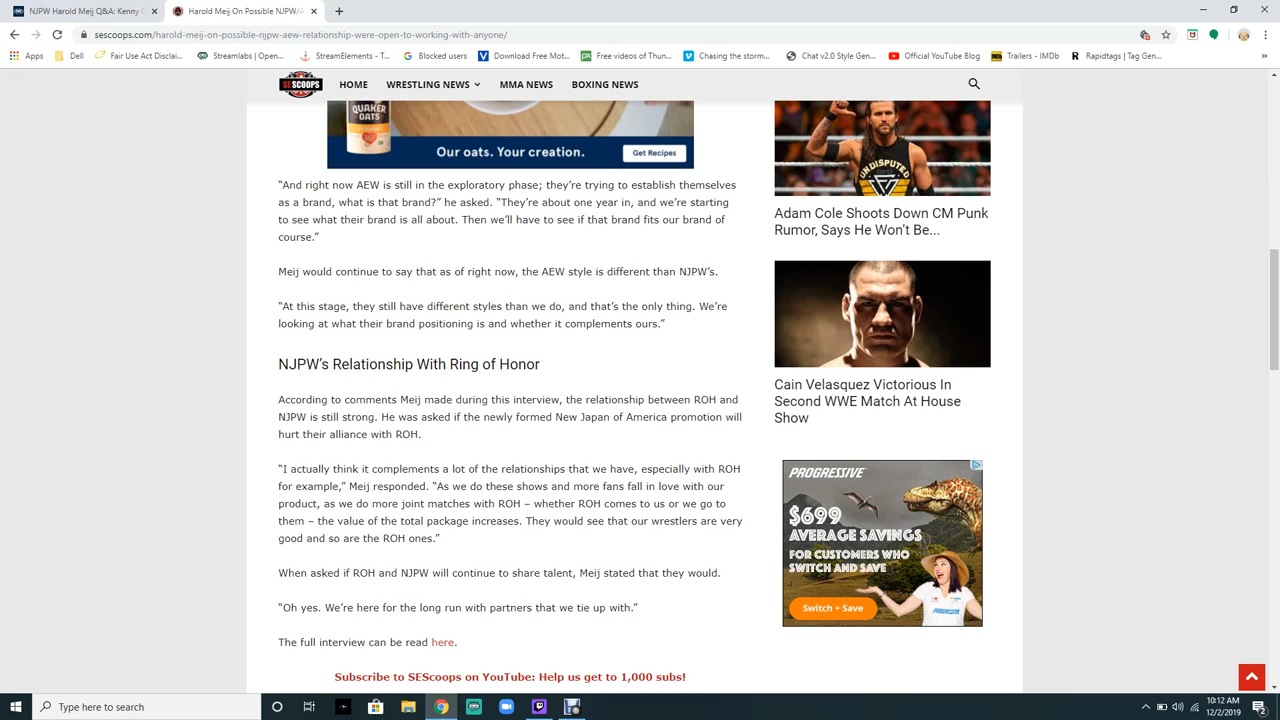 NJPW Harold Meij Q&A: Kenny O
Harold Meij On Possible NJPW/A
sescoops.com/harold-meij-on-possible-njpw-aew-relationship-were-open-to-working-with-anyone/
Apps
Dell
Fair Use Act Disclai...
Streamlabs | Open...
StreamElements - T...
Blocked users
Download Free Mot...
Free videos of Thun...
Chasing the storm...
Chat v2.0 Style Gen...
Official YouTube Blog
Trailers - IMDb
Rapidtags | Tag Gen...
SESCOOPS
HOME
WRESTLING NEWS
MMA NEWS
BOXING NEWS
QUAKER
OATS
Our oats. Your creation.
Get Recipes
“And right now AEW is still in the exploratory phase; they’re trying to establish themselves
as a brand, what is that brand?” he asked. “They’re about one year in, and we’re starting
to see what their brand is all about. Then we’ll have to see if that brand fits our brand of
course.”
Meij would continue to say that as of right now, the AEW style is different than NJPW’s.
“At this stage, they still have different styles than we do, and that’s the only thing. We’re
looking at what their brand positioning is and whether it complements ours.”
NJPW’s Relationship With Ring of Honor
According to comments Meij made during this interview, the relationship between ROH and
NJPW is still strong. He was asked if the newly formed New Japan of America promotion will
hurt their alliance with ROH.
“I actually think it complements a lot of the relationships that we have, especially with ROH
for example,” Meij responded. “As we do these shows and more fans fall in love with our
product, as we do more joint matches with ROH – whether ROH comes to us or we go to
them – the value of the total package increases. They would see that our wrestlers are very
good and so are the ROH ones.”
When asked if ROH and NJPW will continue to share talent, Meij stated that they would.
“Oh yes. We’re here for the long run with partners that we tie up with.”
The full interview can be read here.
Subscribe to SEScoops on YouTube: Help us get to 1,000 subs!
UNDISPUTED
Adam Cole Shoots Down CM Punk
Rumor, Says He Won’t Be...
Cain Velasquez Victorious In
Second WWE Match At House
Show
PROGRESSIVE
$699
AVERAGE SAVINGS
FOR CUSTOMERS WHO
SWITCH AND SAVE
Switch + Save
PROGRESSIVE
Type here to search
10:12 AM
12/2/2019
2